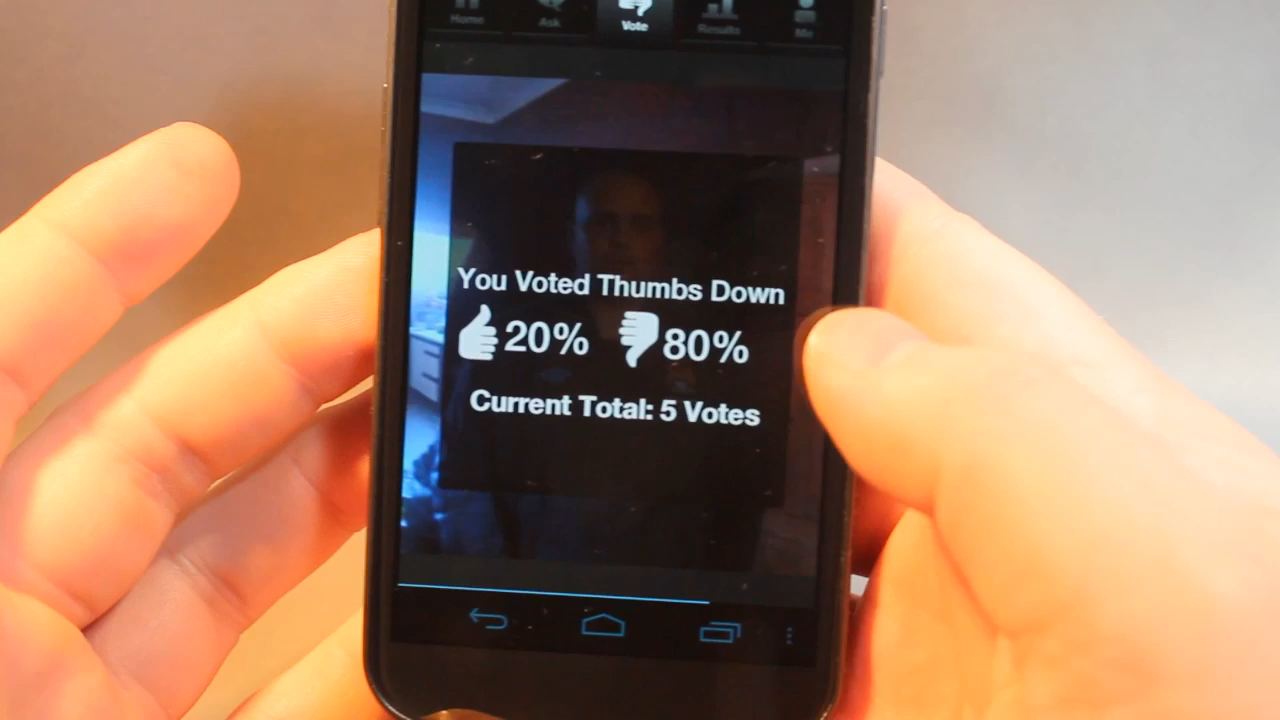 Home Ask Vote Results Me
You Voted Thumbs Down
20% 80%
Current Total: 5 Votes